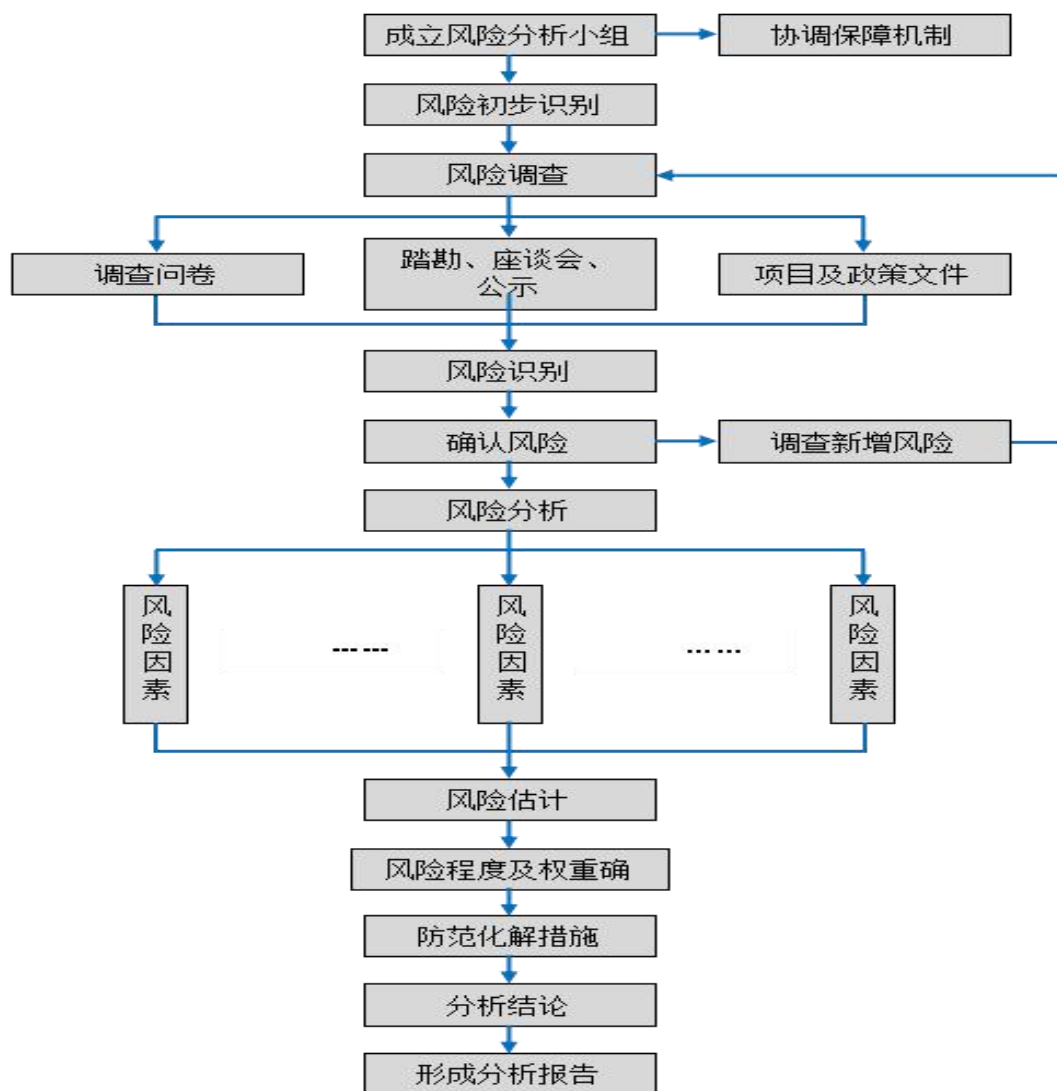 成立风险分析小组
协调保障机制
风险初步识别
风险调查
调查问卷
踏勘、座谈会、
公示
项目及政策文件
风险识别
确认风险
调查新增风险
风险分析
风险因素
……
风险因素
……
风险因素
风险估计
风险程度及权重确
防范化解措施
分析结论
形成分析报告